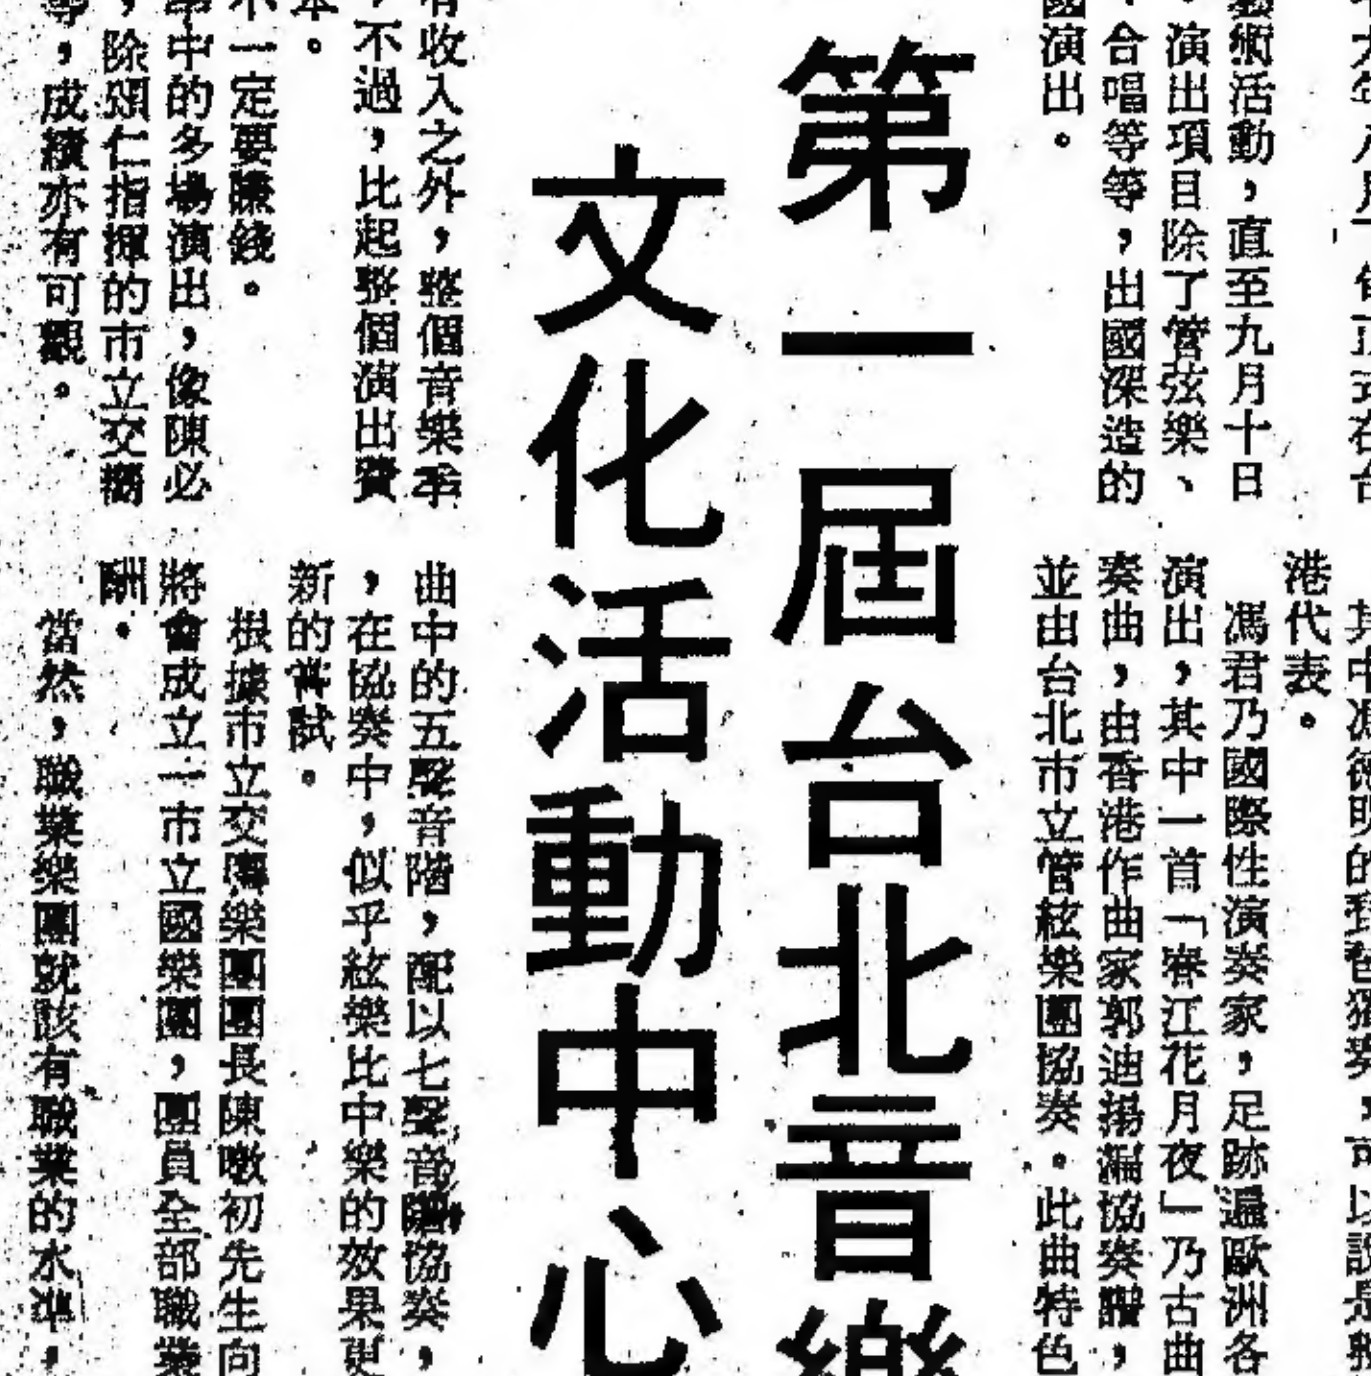 藝術活動，直至九月十日
演出項目除了管弦樂、
合唱等等，出國深造的
國演出。
港代表。
馮君乃國際性演奏家，足跡遍歐洲各
演出，其中一首「春江花月夜」乃古曲
奏曲，由香港作曲家郭迪揚編協奏譜，
並由台北市立管絃樂團協奏。此曲特色
第一屆台北音樂
文化活動中心
有收入之外，整個音樂季
，不過，比起整個演出費
本。
不一定要賺錢。
中的多場演出，像陳必
，除頌仁指揮的市立交響
等，成績亦有可觀。
曲中的五聲音階，配以七聲音階協奏，
，在協奏中，似乎絃樂比中樂的效果更
新的嘗試。
根據市立交響樂團團長陳暾初先生向
將會成立一市立國樂團，團員全部職業
酬。
當然，職業樂團就該有職業的水準，